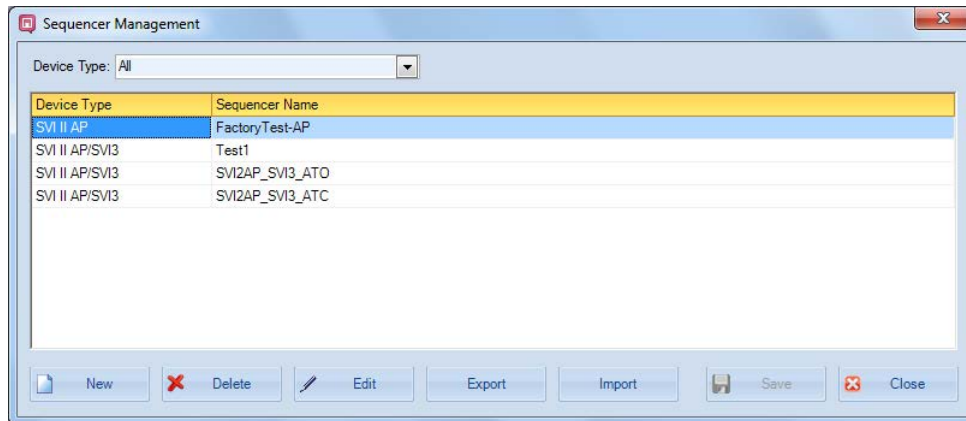 Sequencer Management
Device Type: All
Device Type Sequencer Name
SVI II AP FactoryTest-AP
SVI II AP/SVI3 Test1
SVI II AP/SVI3 SVI2AP_SVI3_ATO
SVI II AP/SVI3 SVI2AP_SVI3_ATC
New Delete Edit Export Import Save Close